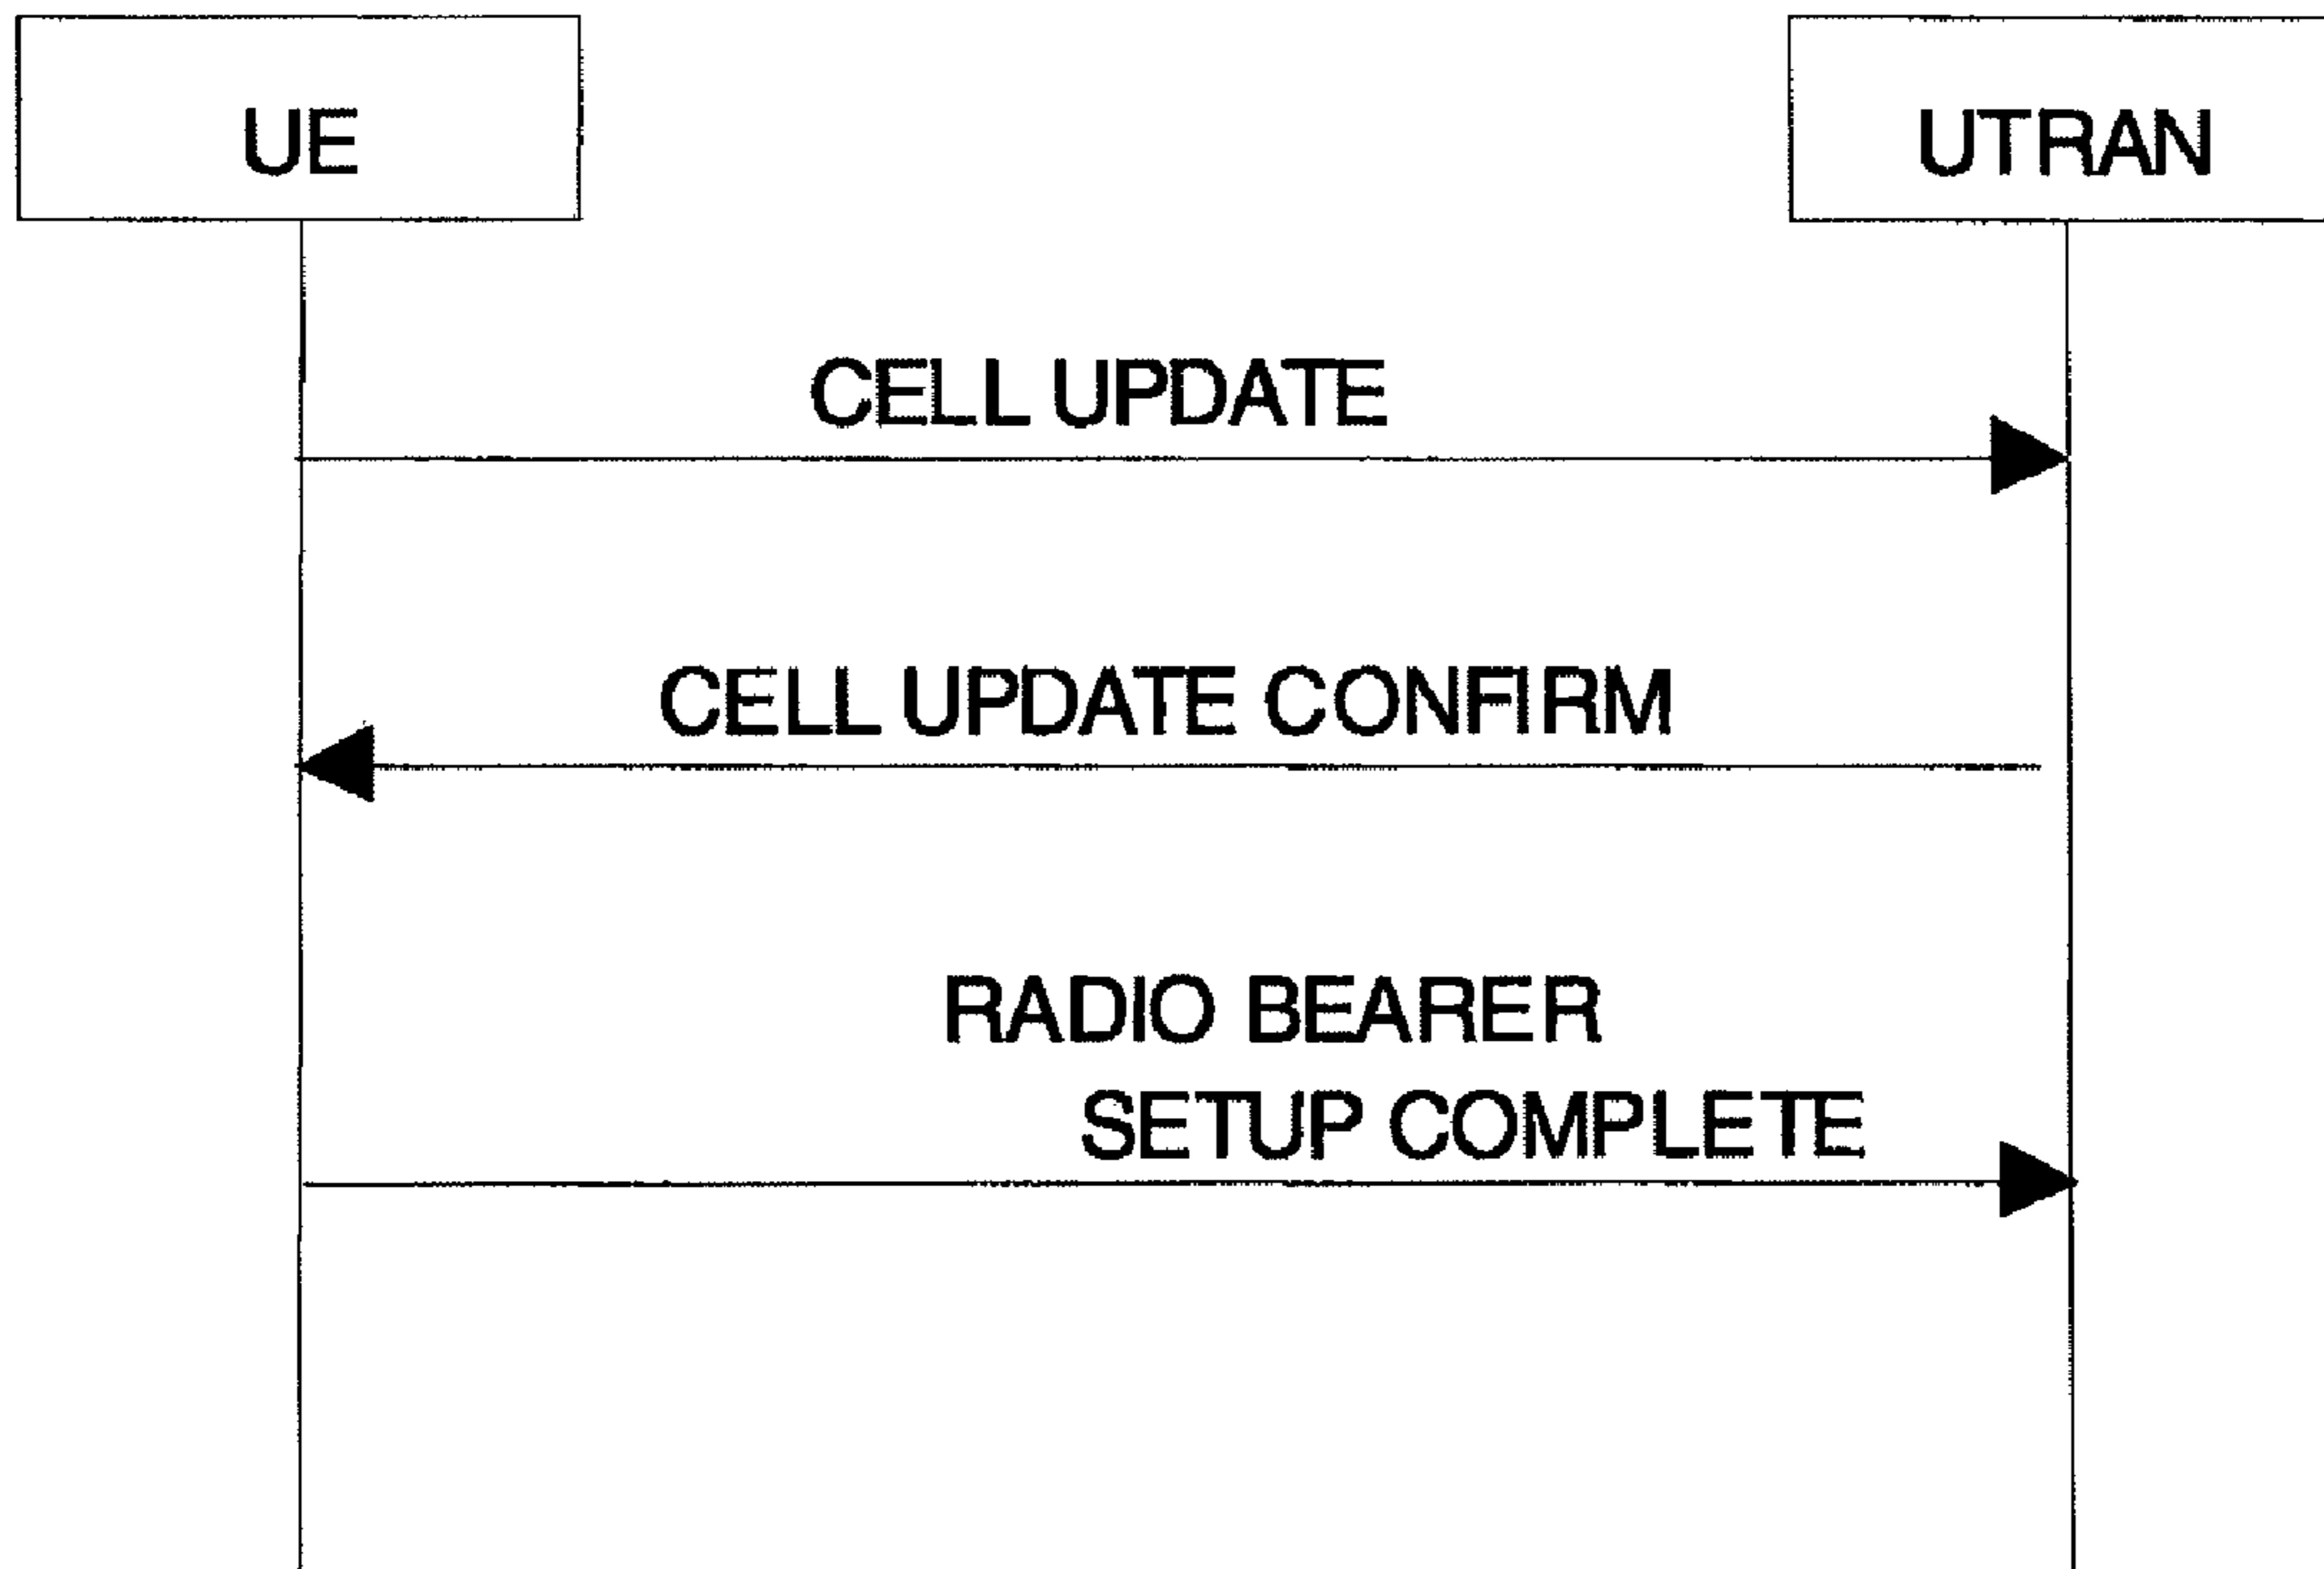 UE
UTRAN
CELL UPDATE
CELL UPDATE CONFIRM
RADIO BEARER
SETUP COMPLETE